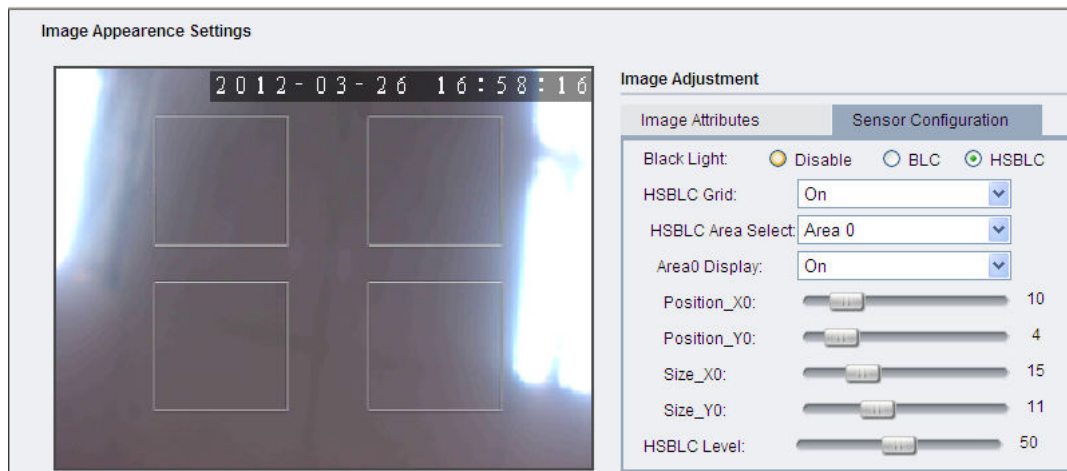 Image Appearence Settings
2012-03-26 16:58:16
Image Adjustment
Image Attributes
Sensor Configuration
Black Light: Disable BLC HSBLC
HSBLC Grid: On
HSBLC Area Select: Area 0
Area0 Display: On
Position_X0: 10
Position_Y0: 4
Size_X0: 15
Size_Y0: 11
HSBLC Level: 50